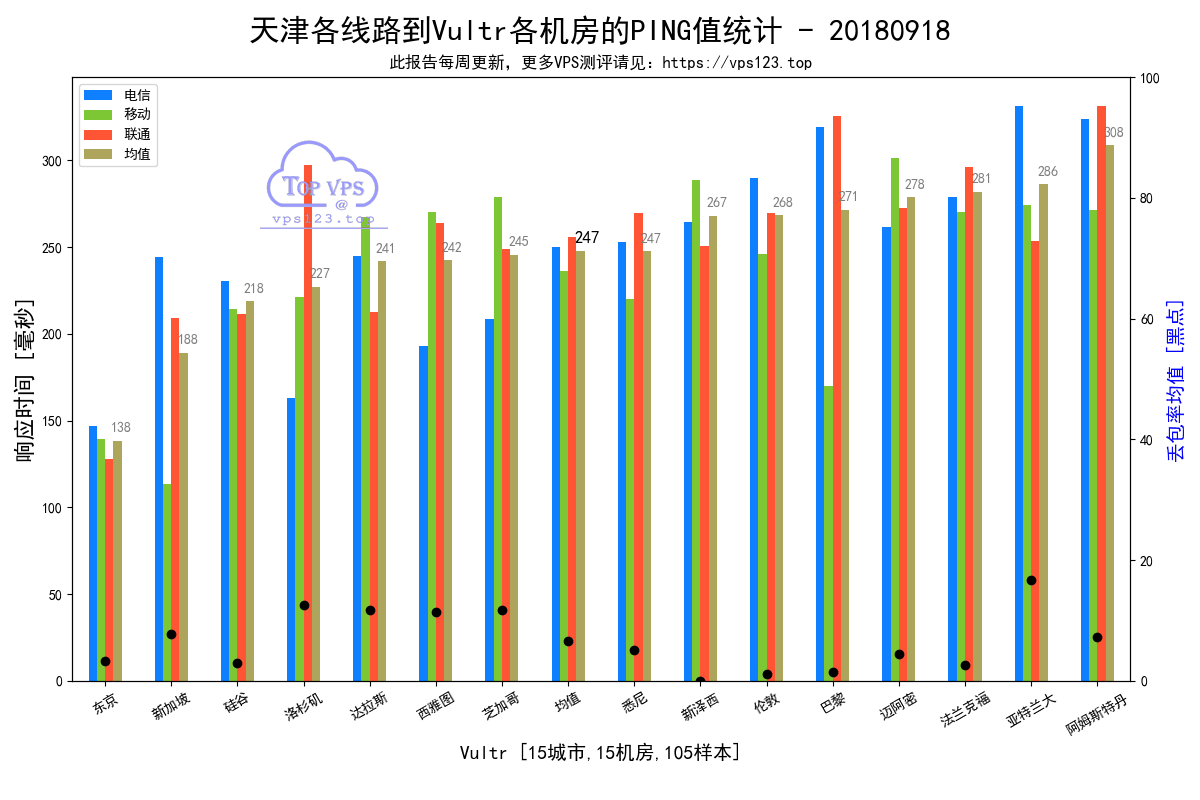 天津各线路到Vultr各机房的PING值统计 - 20180918
此报告每周更新，更多VPS测评请见：https://vps123.top
电信
移动
联通
均值
TOP VPS
@
vps123.top
响应时间 [毫秒]
300
250
200
150
100
50
0
100
80
60
40
20
0
丢包率均值 [黑点]
138
188
218
227
241
242
245
247
247
267
268
271
278
281
286
308
东京
新加坡
硅谷
洛杉矶
达拉斯
西雅图
芝加哥
均值
悉尼
新泽西
伦敦
巴黎
迈阿密
法兰克福
亚特兰大
阿姆斯特丹
Vultr [15城市,15机房,105样本]